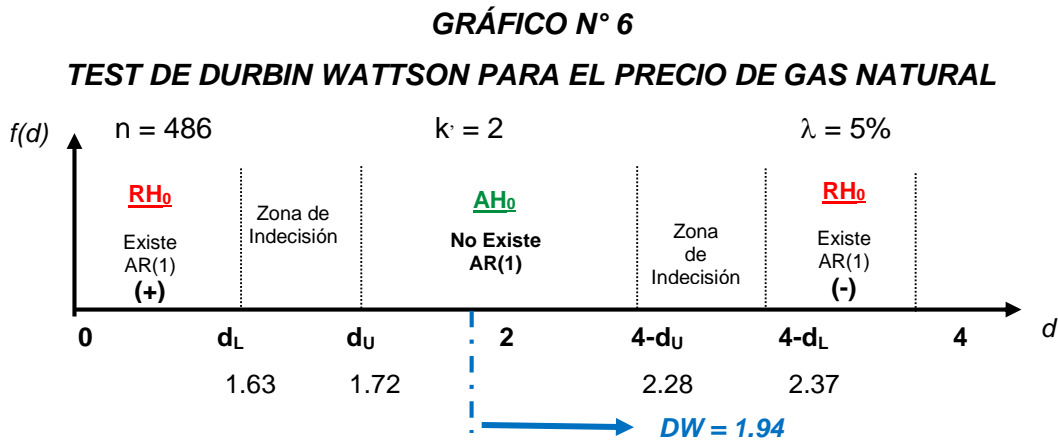 GRÁFICO N° 6
TEST DE DURBIN WATTSON PARA EL PRECIO DE GAS NATURAL
f(d)
n = 486
k' = 2
λ = 5%
RH₀
Existe
AR(1)
(+)
Zona de
Indecisión
AH₀
No Existe
AR(1)
Zona
de
Indecisión
RH₀
Existe
AR(1)
(-)
0 dL dU 2 4-dU 4-dL 4 d
1.63 1.72 2.28 2.37
DW = 1.94